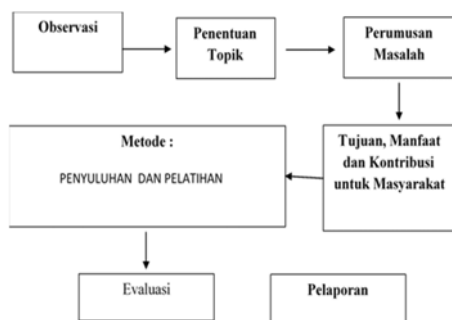 Observasi
Penentuan
Topik
Perumusan
Masalah
Tujuan, Manfaat
dan Kontribusi
untuk Masyarakat
Metode :
PENYULUHAN DAN PELATIHAN
Evaluasi
Pelaporan